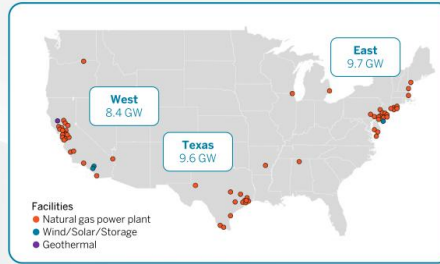 East
9.7 GW
West
8.4 GW
Texas
9.6 GW
Facilities
Natural gas power plant
Wind/Solar/Storage
Geothermal